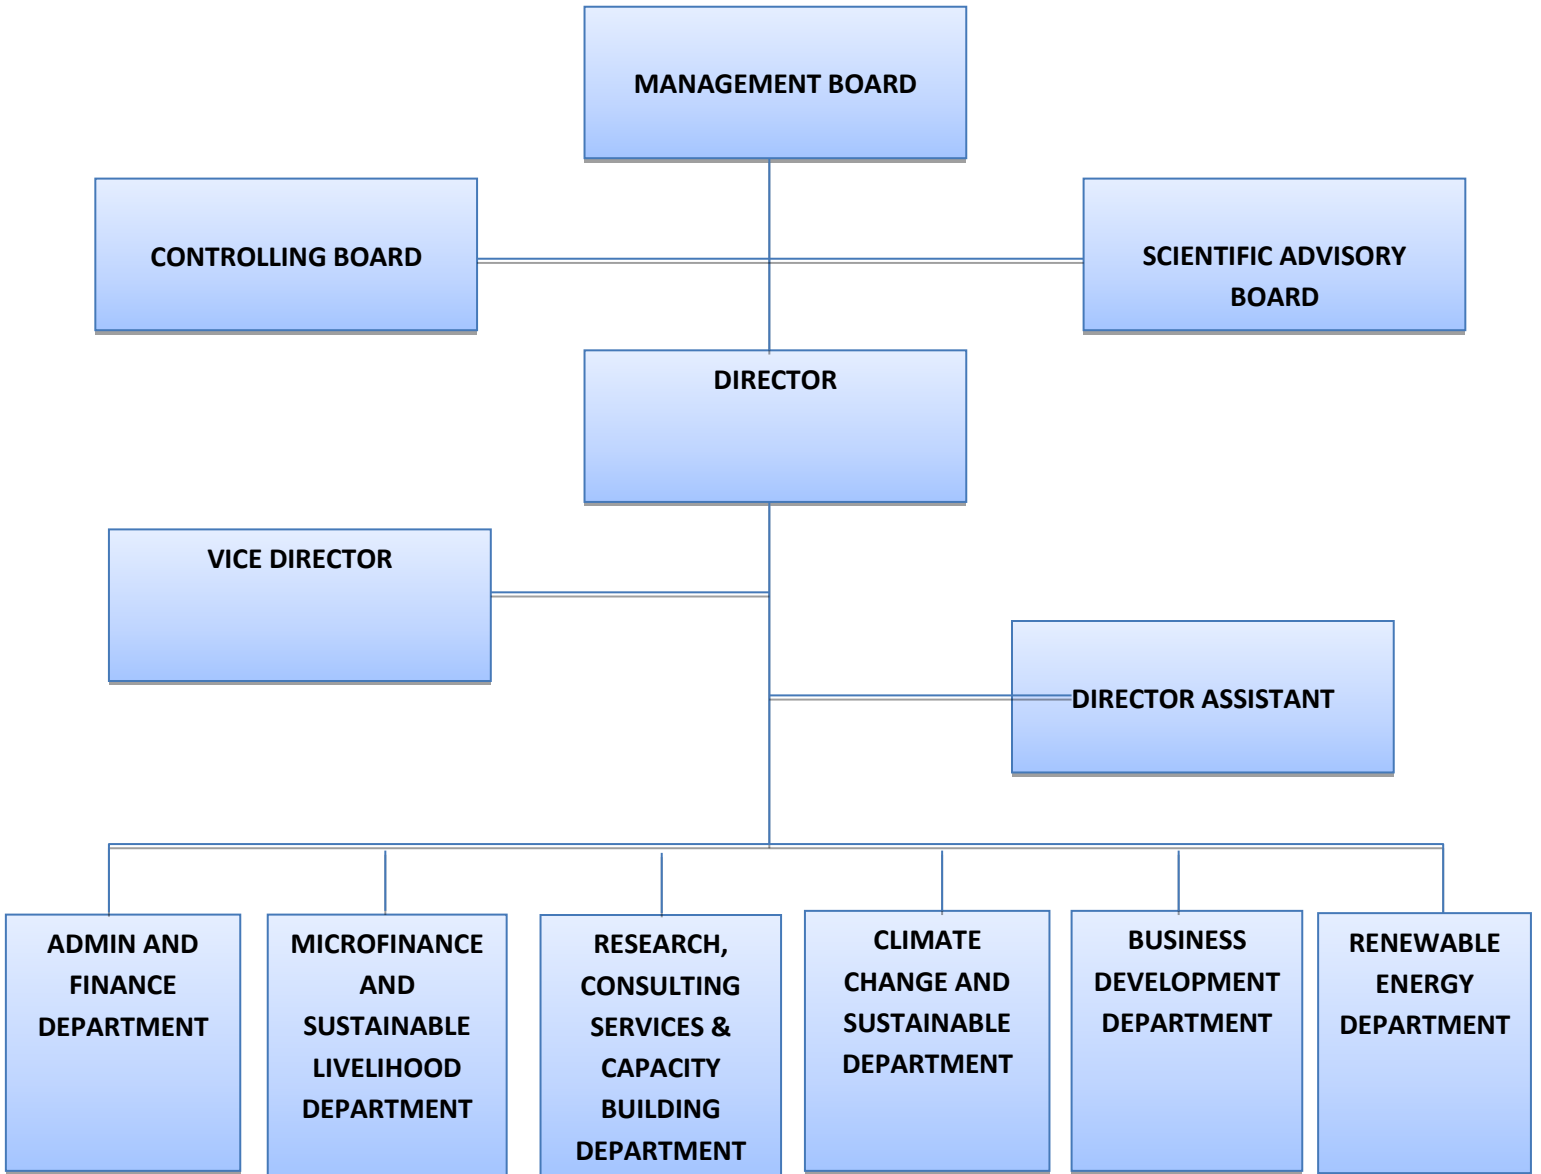 MANAGEMENT BOARD
CONTROLLING BOARD
SCIENTIFIC ADVISORY
BOARD
DIRECTOR
VICE DIRECTOR
DIRECTOR ASSISTANT
ADMIN AND
FINANCE
DEPARTMENT
MICROFINANCE
AND
SUSTAINABLE
LIVELIHOOD
DEPARTMENT
RESEARCH,
CONSULTING
SERVICES &
CAPACITY
BUILDING
DEPARTMENT
CLIMATE
CHANGE AND
SUSTAINABLE
DEPARTMENT
BUSINESS
DEVELOPMENT
DEPARTMENT
RENEWABLE
ENERGY
DEPARTMENT